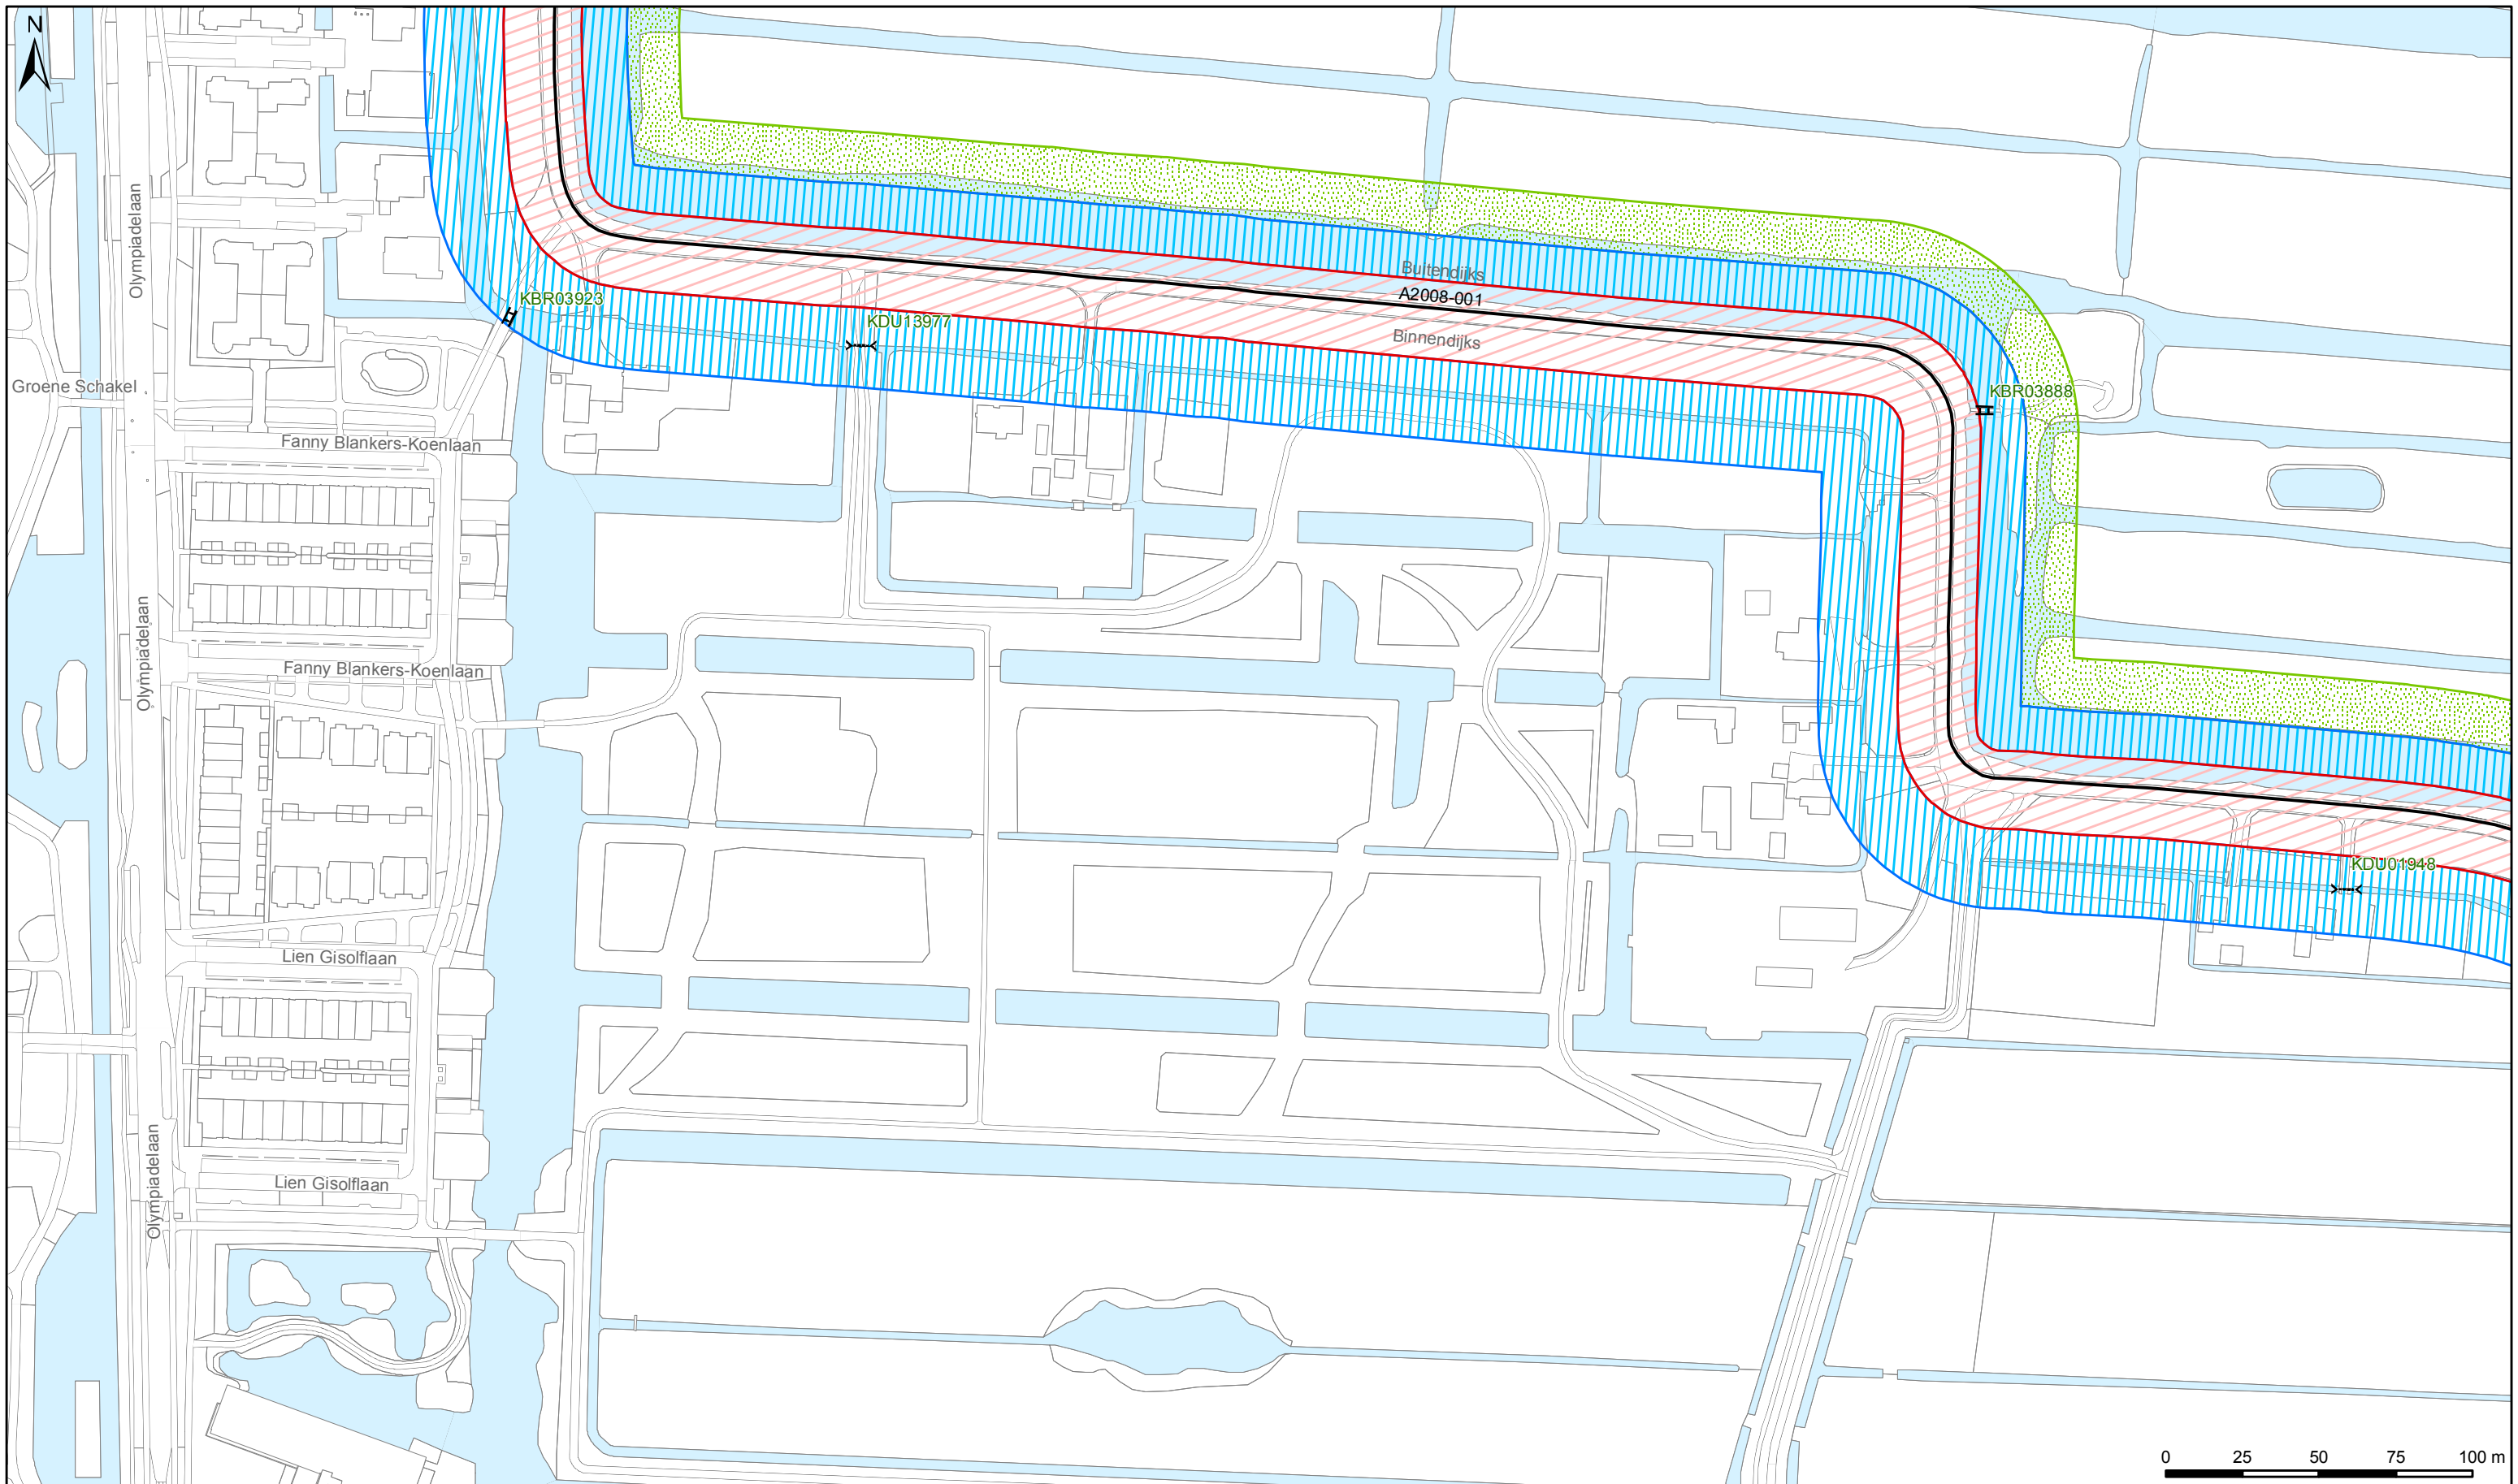 N
Olympiadelaan
Buitendijks
A2008-001
KBR03923
KDU13977
Binnendijks
Groene Schakel
KBR03888
Fanny Blankers-Koenlaan
Olympiadelaan
Fanny Blankers-Koenlaan
KDU01948
Lien Gisolflaan
Olympiadelaan
Lien Gisolflaan
0 25 50 75 100 m